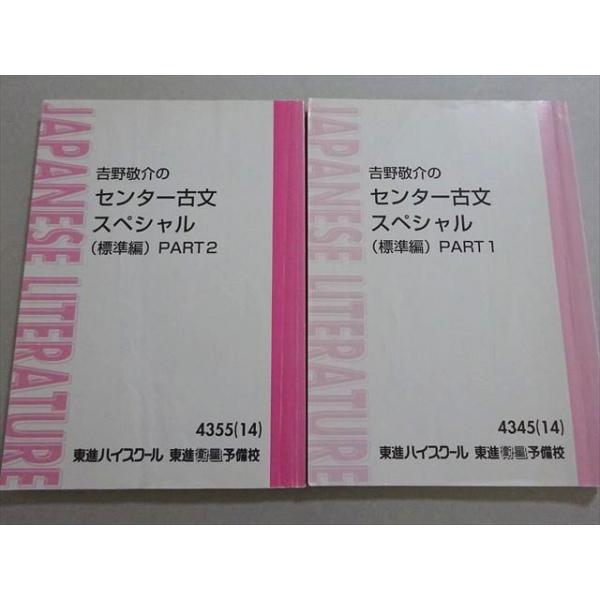 JAPANESE LITERATURE
吉野敬介の
センター古文
スペシャル
（標準編）PART2
4355(14)
東進ハイスクール 東進衛星予備校
JAPANESE LITERATURE
吉野敬介の
センター古文
スペシャル
（標準編）PART1
4345(14)
東進ハイスクール 東進衛星予備校